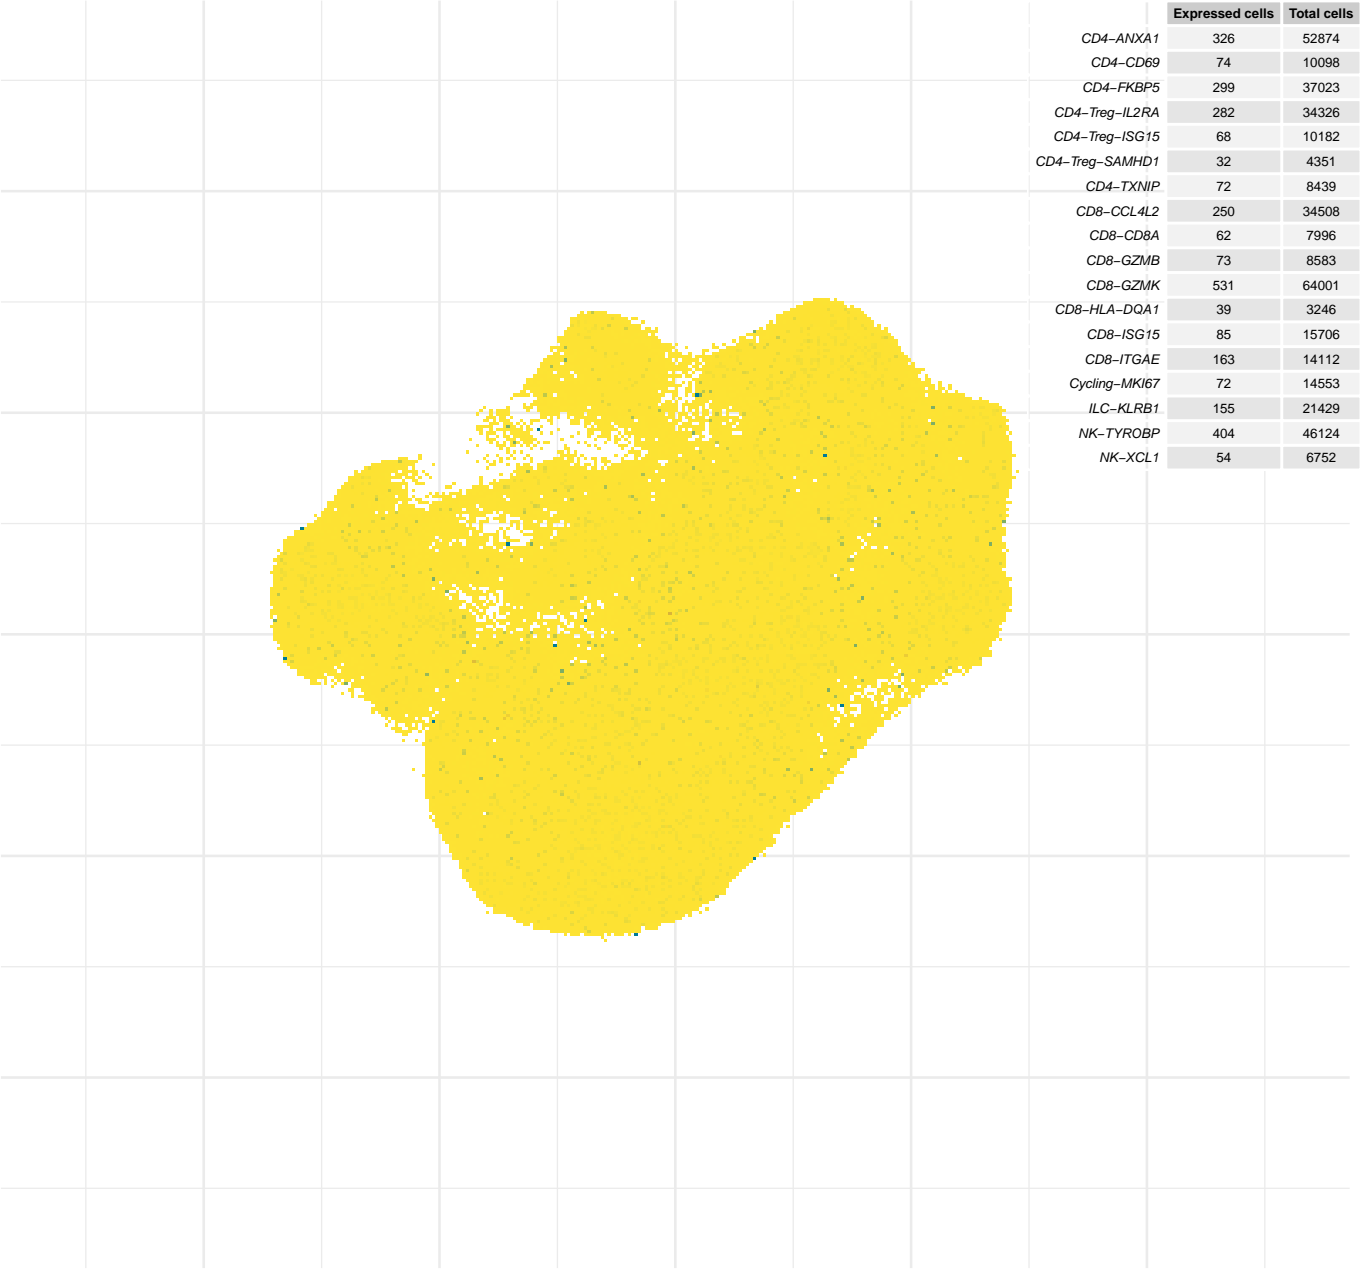 Expressed cells Total cells
CD4−ANXA1 326 52874
CD4−CD69 74 10098
CD4−FKBP5 299 37023
CD4−Treg−IL2RA 282 34326
CD4−Treg−ISG15 68 10182
CD4−Treg−SAMHD1 32 4351
CD4−TXNIP 72 8439
CD8−CCL4L2 250 34508
CD8−CD8A 62 7996
CD8−GZMB 73 8583
CD8−GZMK 531 64001
CD8−HLA−DQA1 39 3246
CD8−ISG15 85 15706
CD8−ITGAE 163 14112
Cycling−MKI67 72 14553
ILC−KLRB1 155 21429
NK−TYROBP 404 46124
NK−XCL1 54 6752